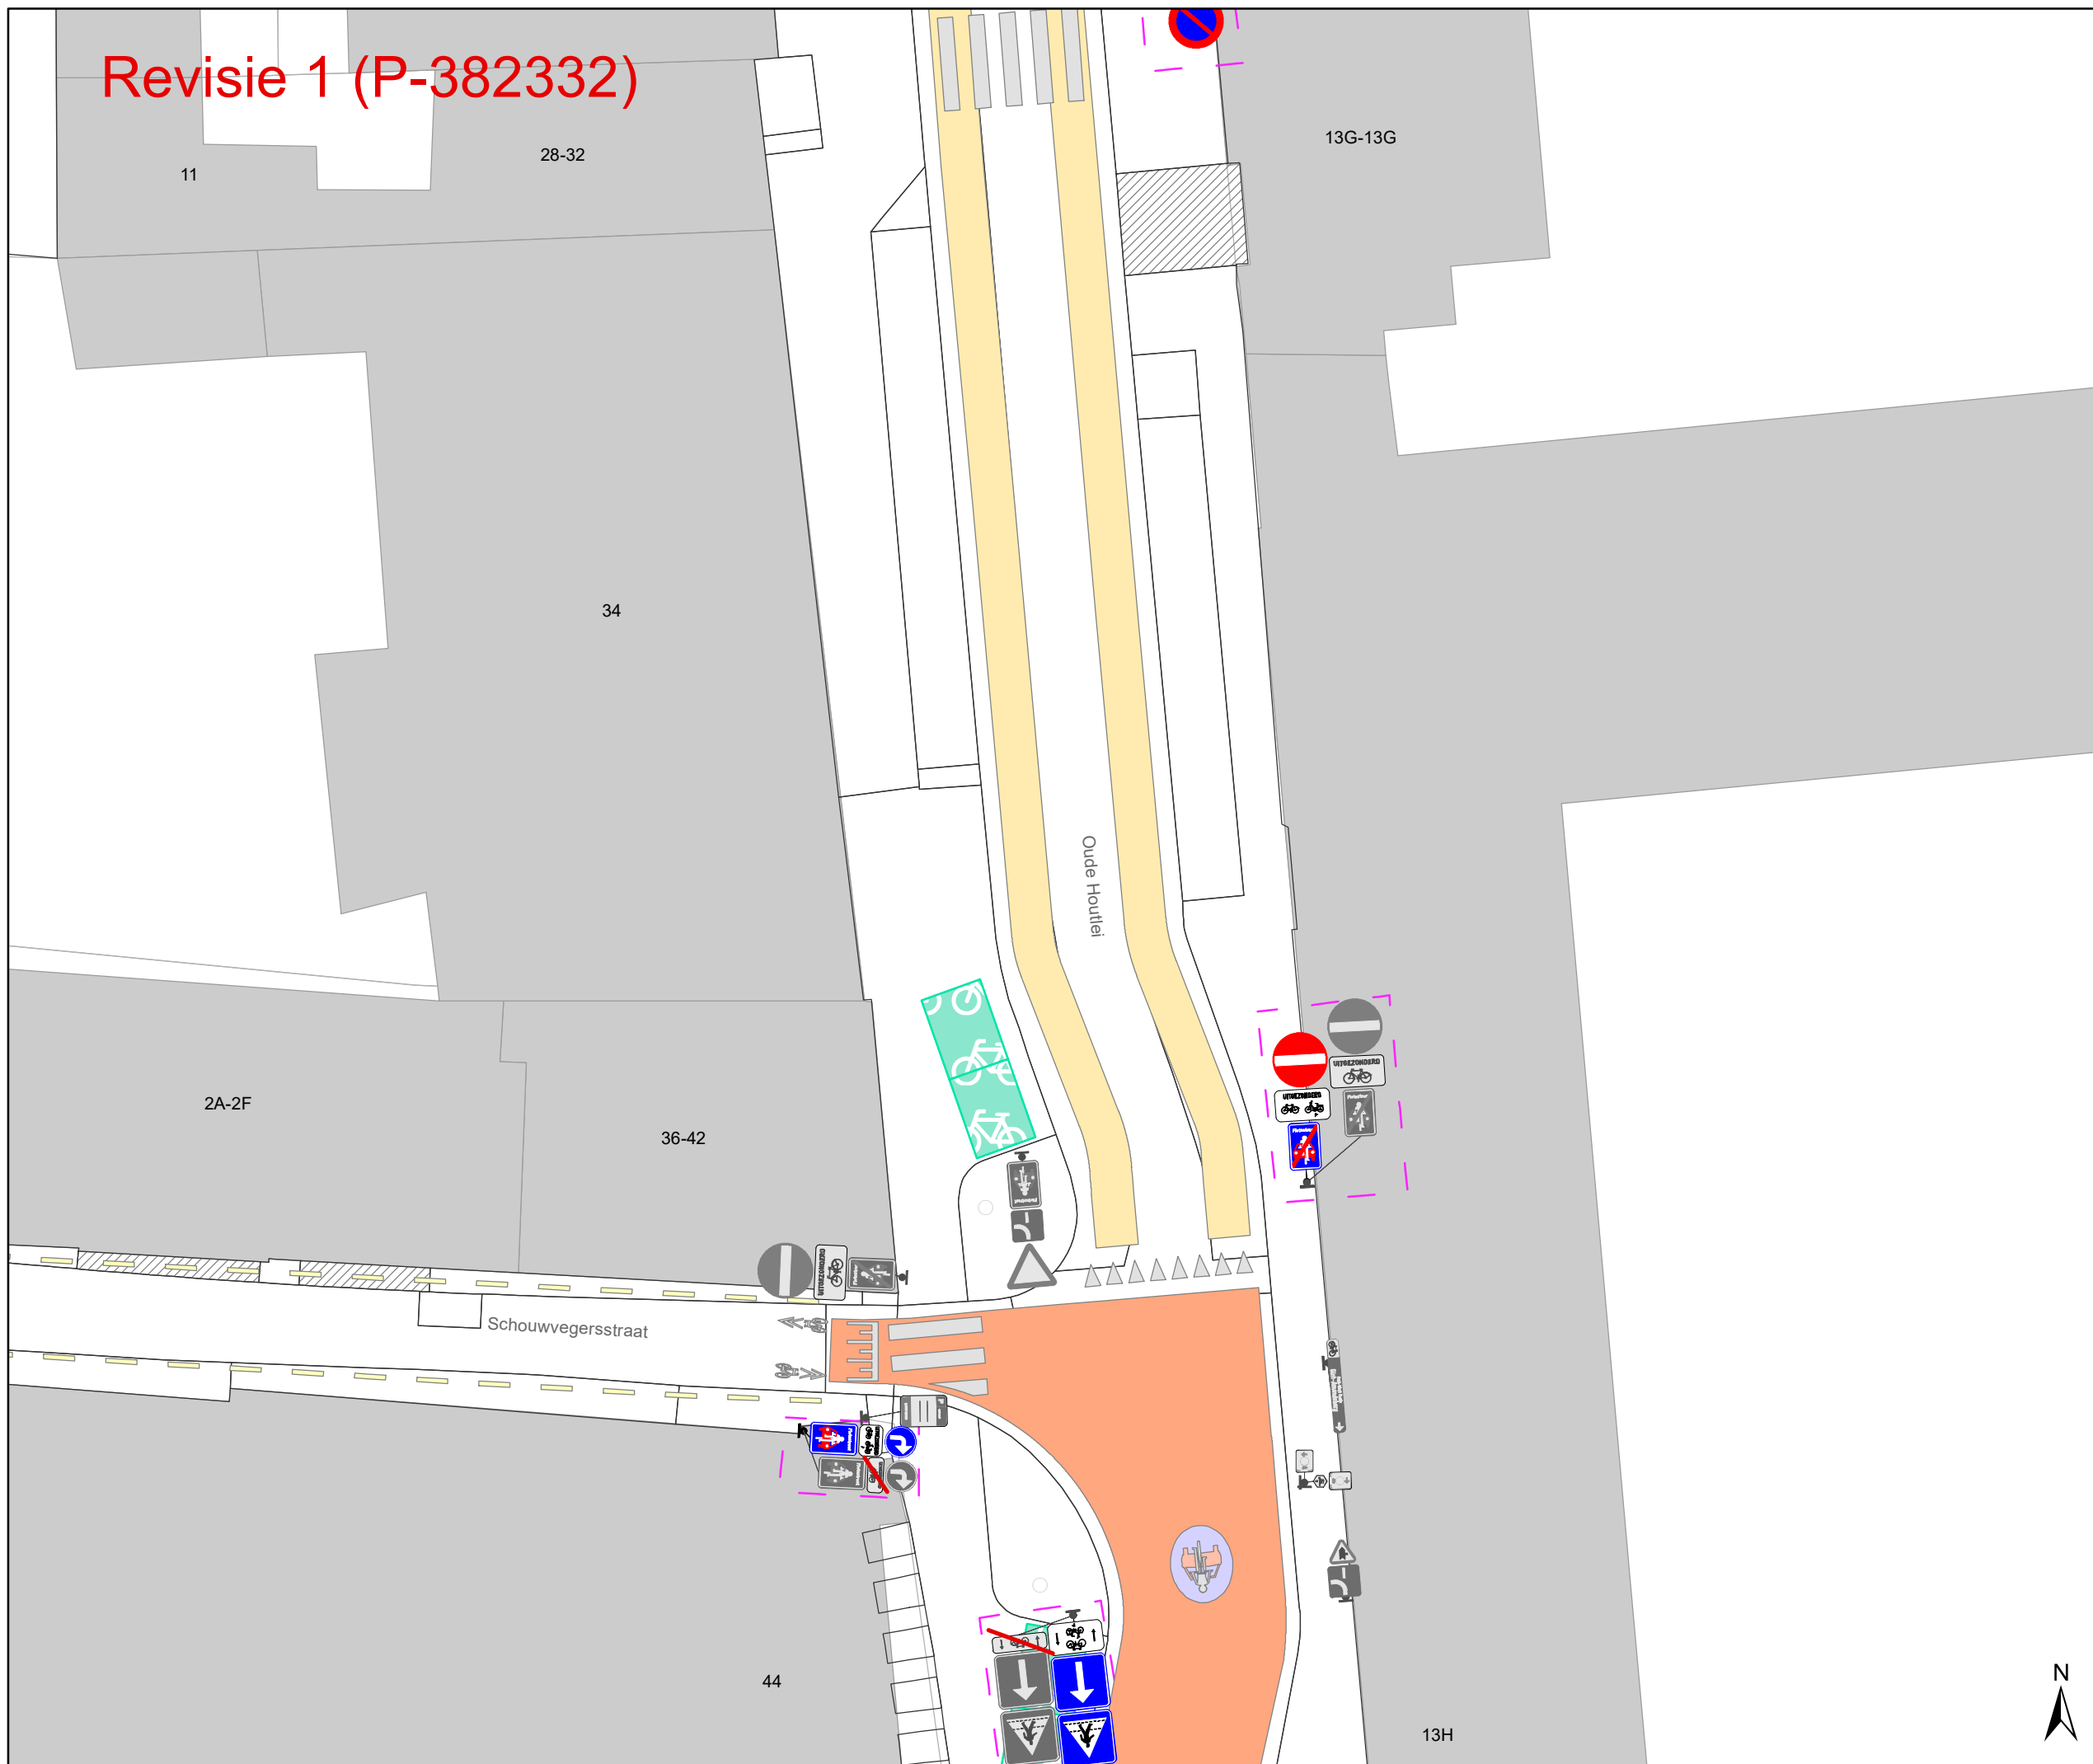 Revisie 1 (P-382332)
13G-13G
28-32
11
34
Oude Houtlei
UITGEZONDERD
UITGEZONDERD
2A-2F
36-42
UITGEZONDERD
Schouwvegersstraat
44
N
13H